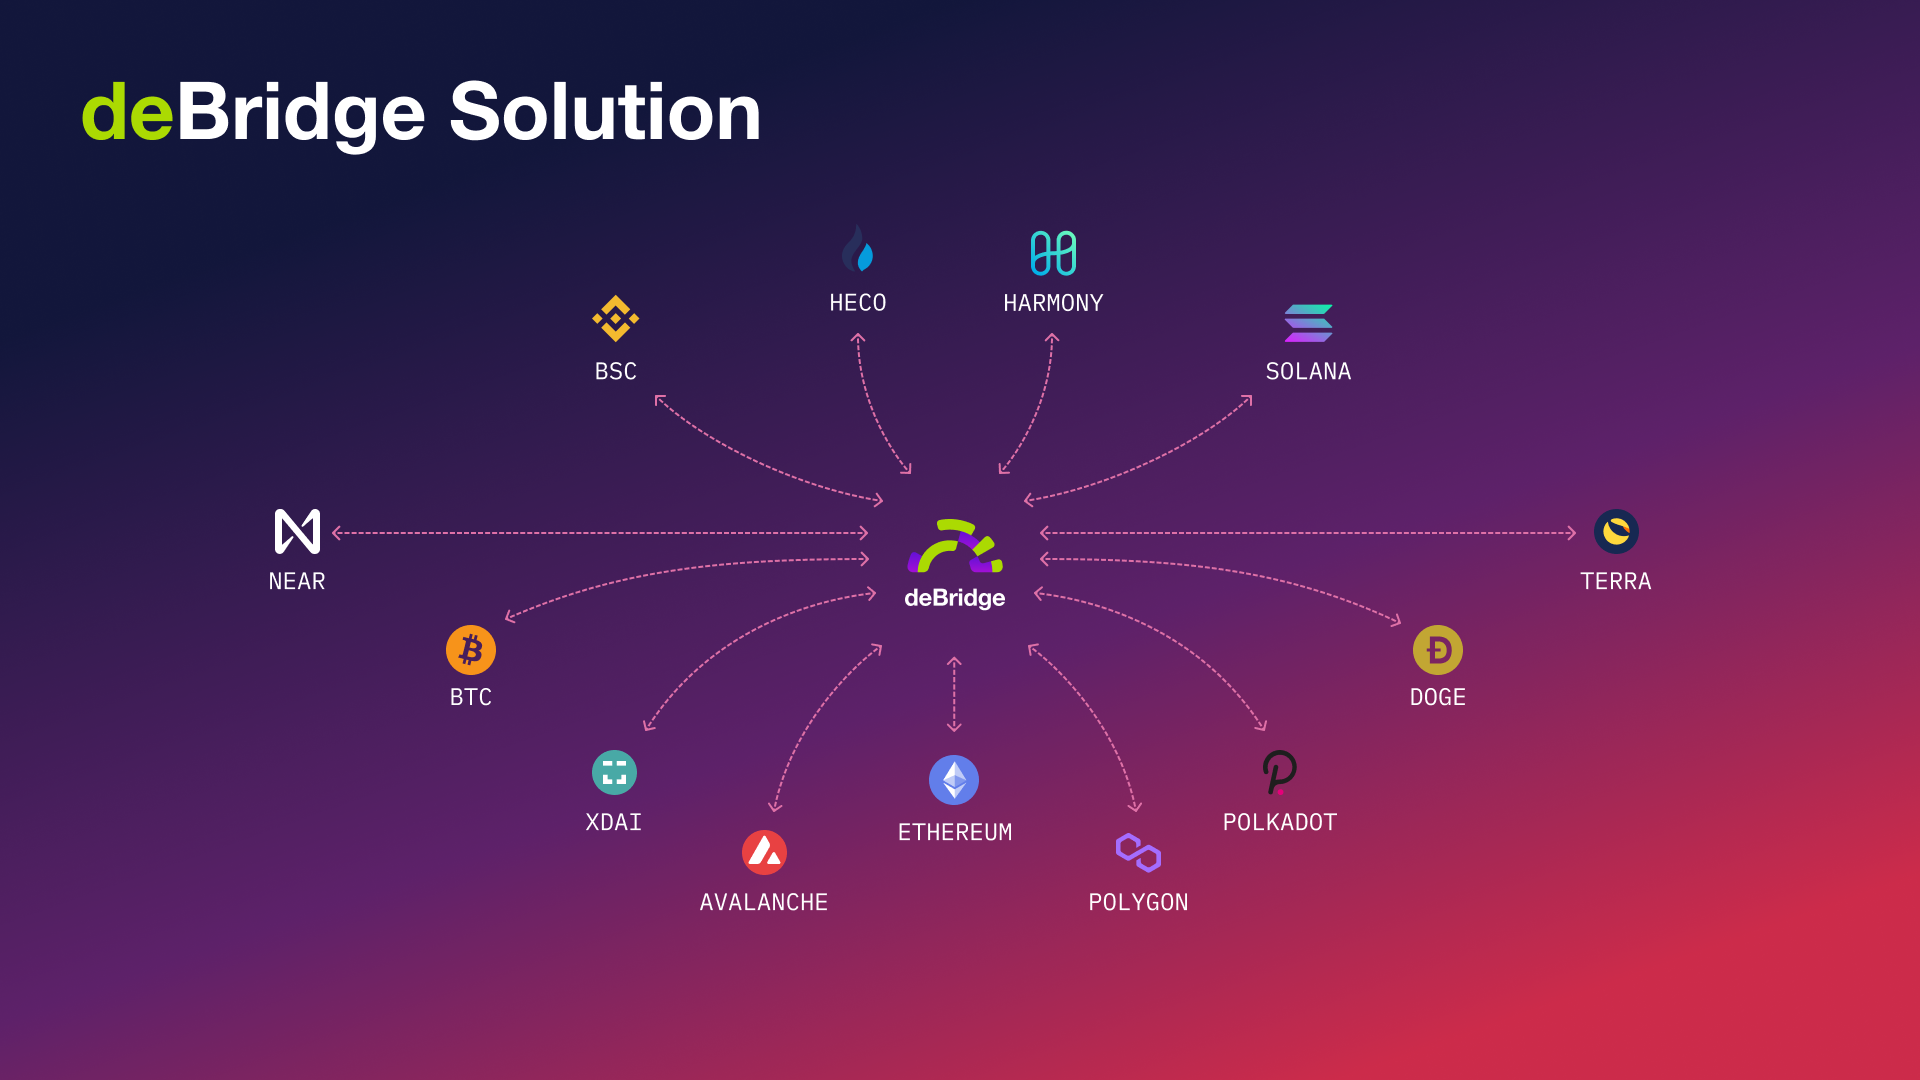 deBridge Solution
HECO
HARMONY
BSC
SOLANA
NEAR
TERRA
deBridge
BTC
DOGE
XDAI
POLKADOT
ETHEREUM
AVALANCHE
POLYGON